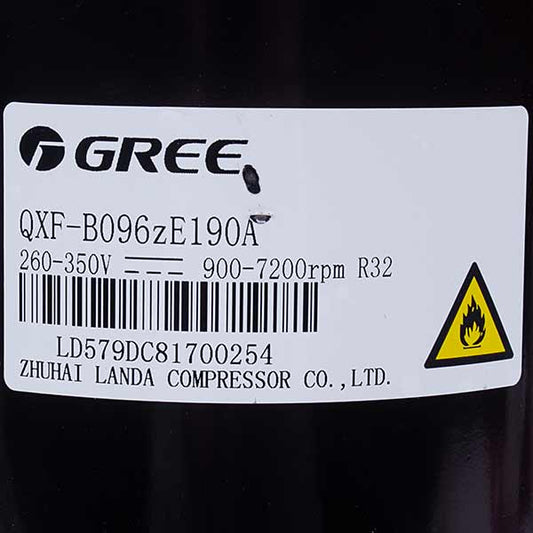 GREE
QXF-B096zE190A
260-350V ⎓ 900-7200rpm R32
LD579DC81700254
ZHUHAI LANDA COMPRESSOR CO.,LTD.